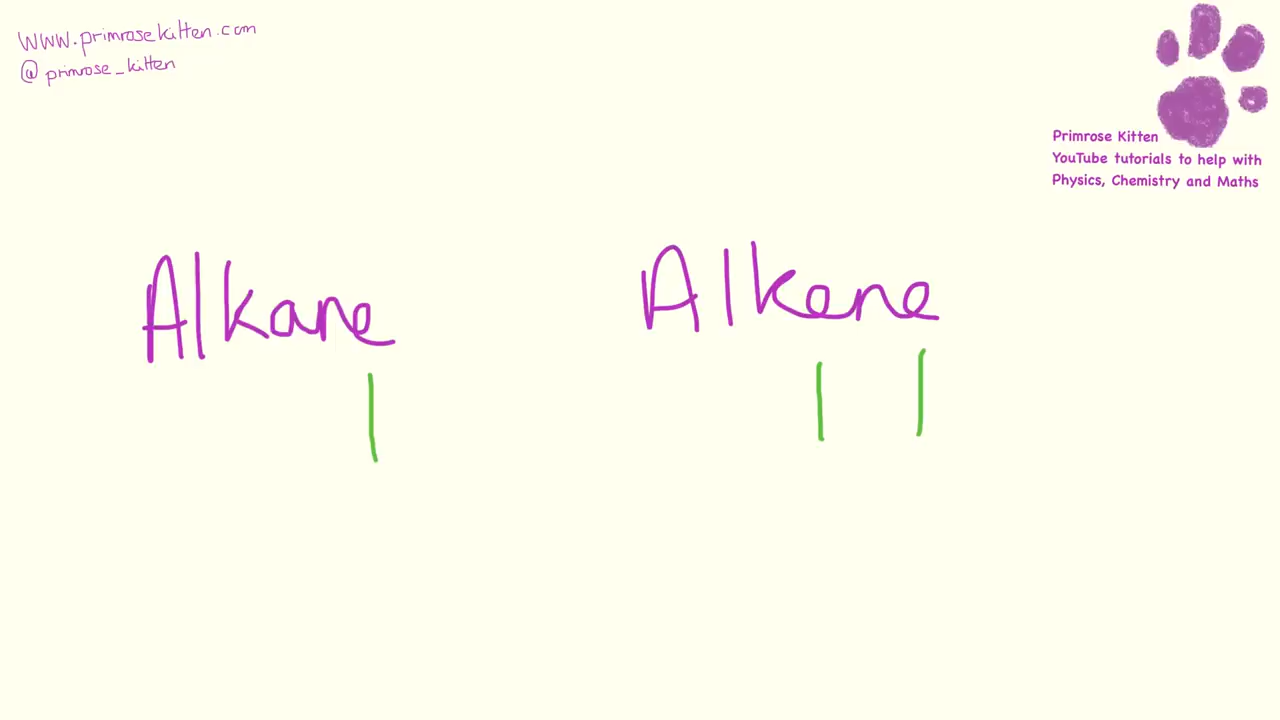 www.primrosekitten.com
@primrose_kitten
Primrose Kitten
YouTube tutorials to help with
Physics, Chemistry and Maths
Alkane Alkene